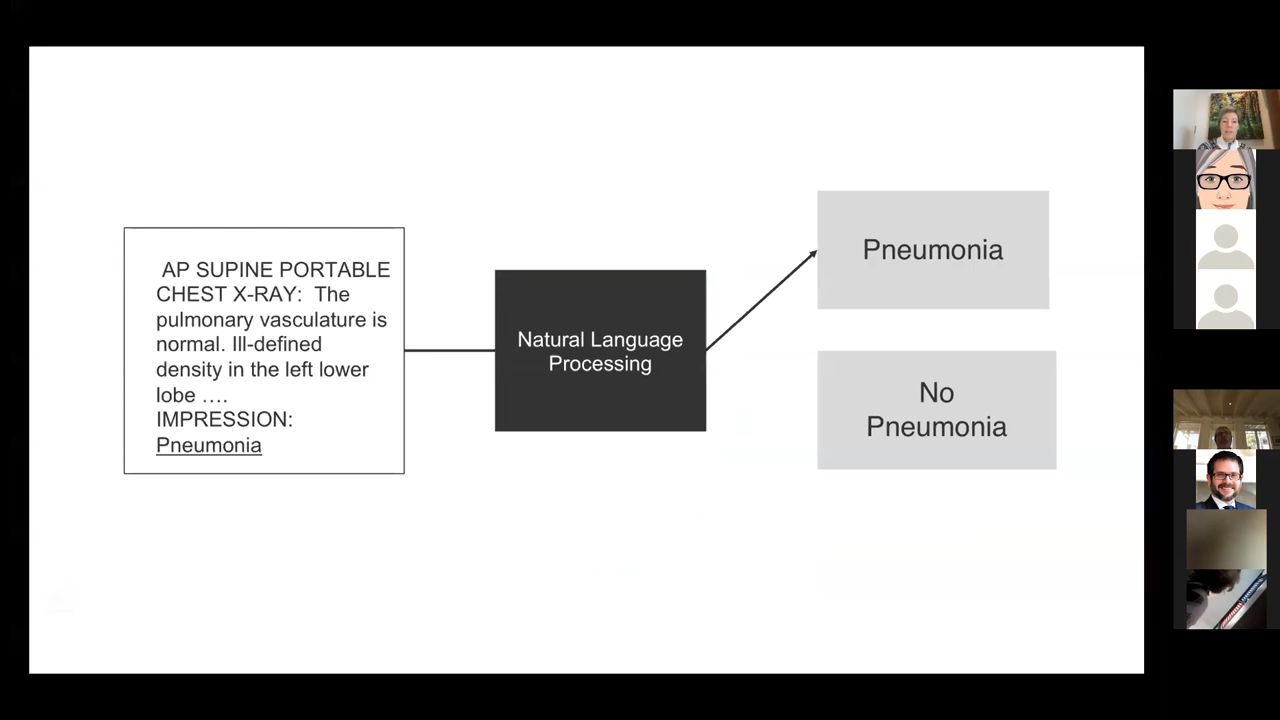 AP SUPINE PORTABLE
CHEST X-RAY:  The
pulmonary vasculature is
normal. Ill-defined
density in the left lower
lobe ....
IMPRESSION:
Pneumonia
Natural Language
Processing
Pneumonia
No
Pneumonia